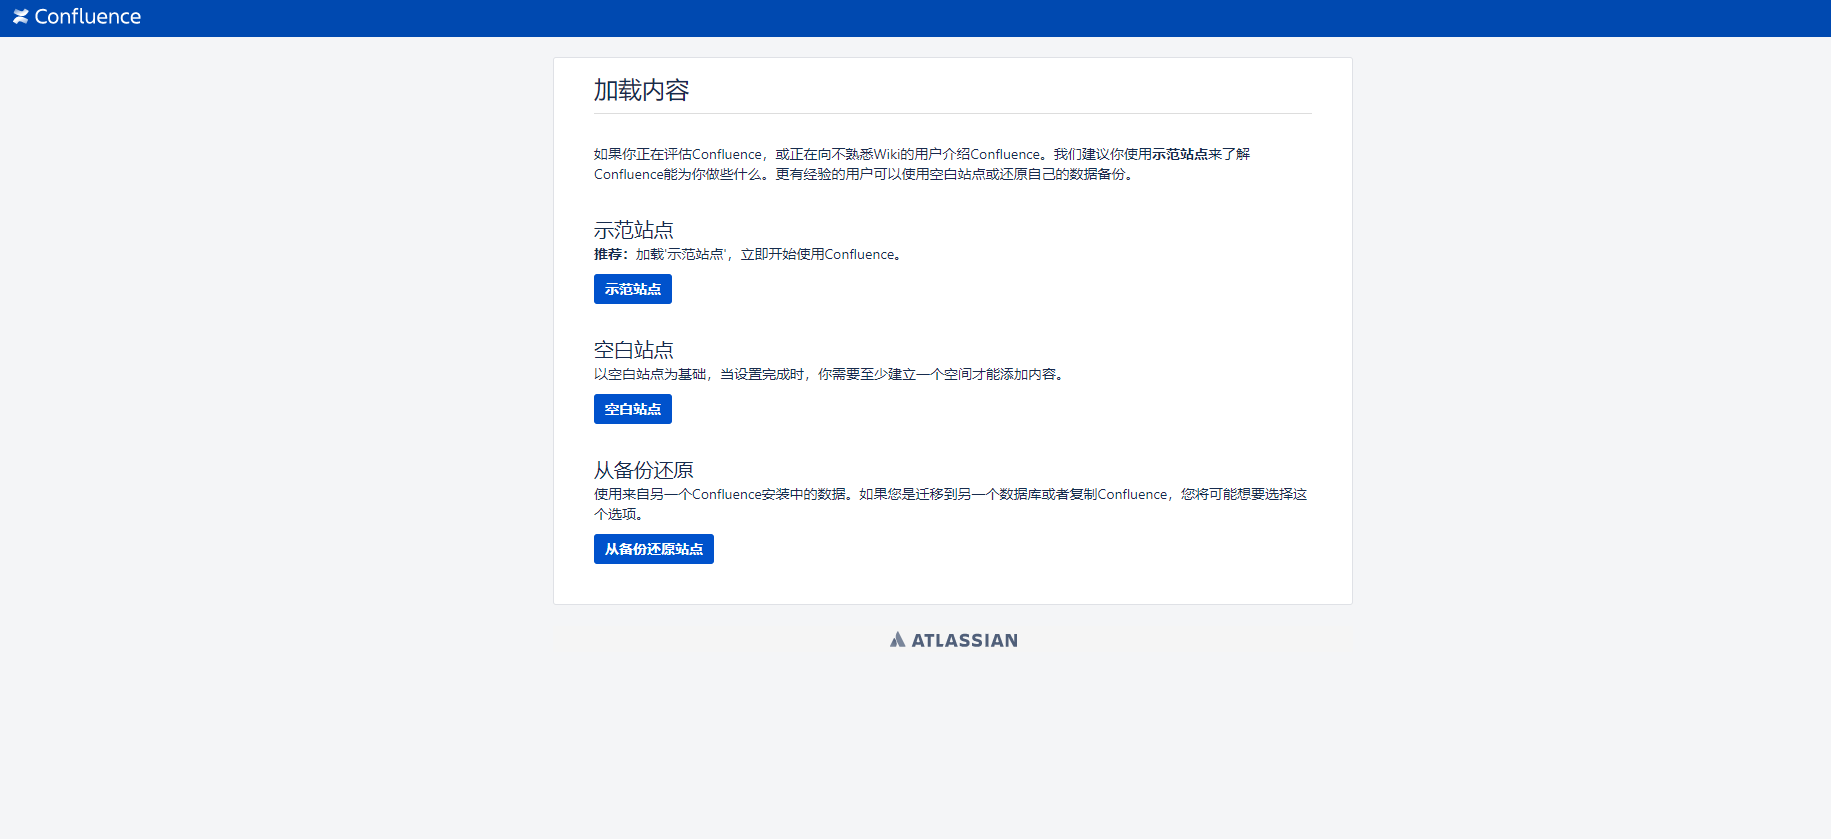 Confluence
加载内容
如果你正在评估Confluence，或正在向不熟悉Wiki的用户介绍Confluence。我们建议你使用示范站点来了解
Confluence能为你做些什么。更有经验的用户可以使用空白站点或还原自己的数据备份。
示范站点
推荐：加载'示范站点'，立即开始使用Confluence。
示范站点
空白站点
以空白站点为基础，当设置完成时，你需要至少建立一个空间才能添加内容。
空白站点
从备份还原
使用来自另一个Confluence安装中的数据。如果您是迁移到另一个数据库或者复制Confluence，您将可能想要选择这
个选项。
从备份还原站点
ATLASSIAN